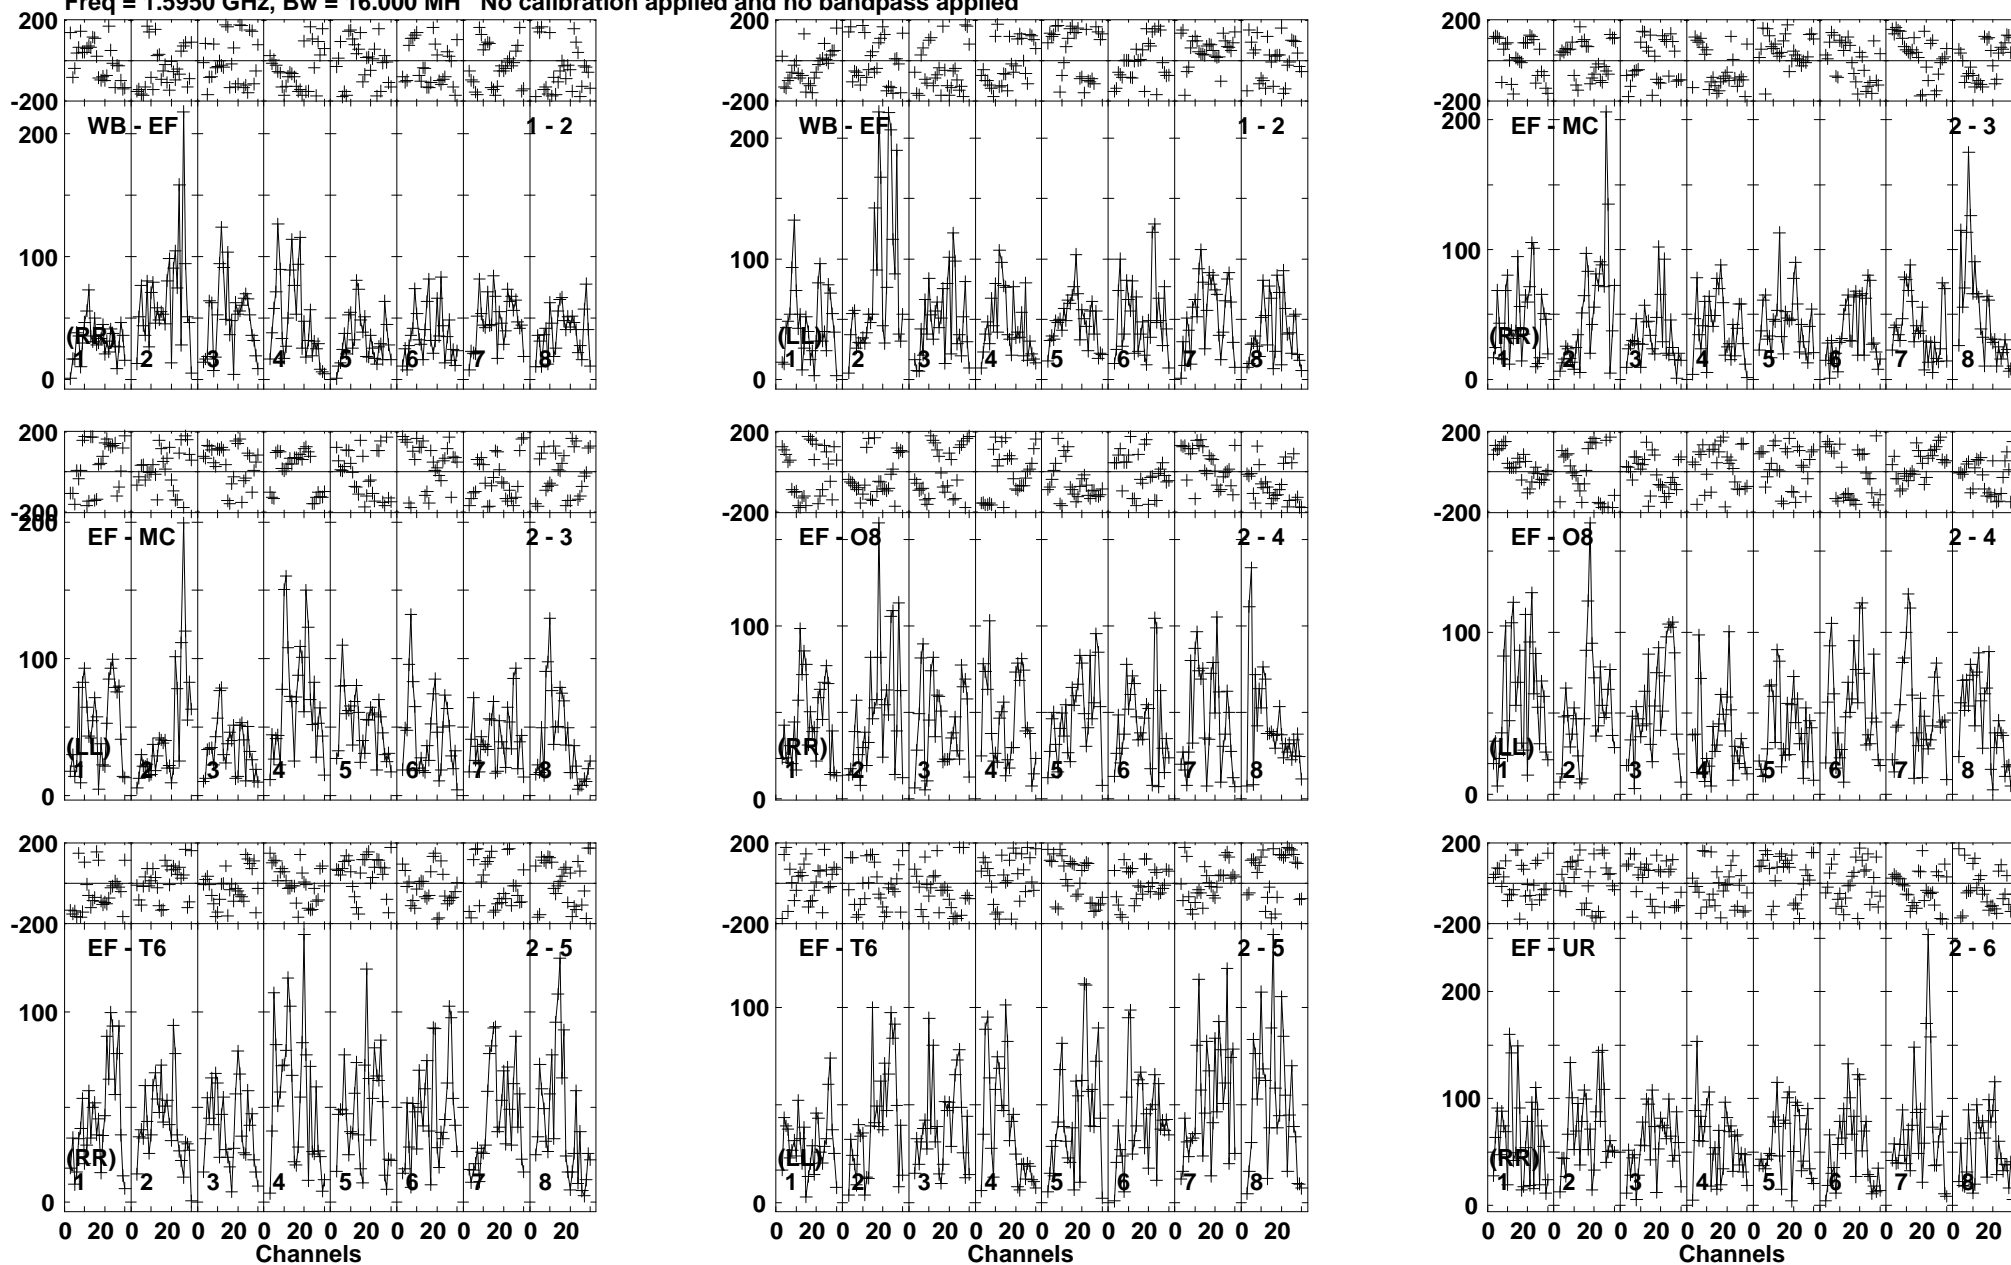 Freq = 1.5950 GHz, Bw = 16.000 MH   No calibration applied and no bandpass applied
200 200 200
-200 -200 -200
WB - EF 1 - 2 WB - EF 1 - 2 EF - MC 2 - 3
200 200 200
100 100 100
(RR) (LL) (RR)
1 2 3 4 5 6 7 8 1 2 3 4 5 6 7 8 1 2 3 4 5 6 7 8
0 0 0
200 200 200
-200 -200 -200
200
EF - MC 2 - 3 EF - O8 2 - 4 EF - O8 2 - 4
100 100 100
(LL) (RR) (LL)
1 2 3 4 5 6 7 8 1 2 3 4 5 6 7 8 1 2 3 4 5 6 7 8
0 0 0
200 200 200
-200 -200 -200
EF - T6 2 - 5 EF - T6 2 - 5 EF - UR 2 - 6
200
100 100 100
(RR) (LL) (RR)
1 2 3 4 5 6 7 8 1 2 3 4 5 6 7 8 1 2 3 4 5 6 7 8
0 0 0
0 20 0 20 0 20 0 20 0 20 0 20 0 20 0 20 0 20 0 20 0 20 0 20 0 20 0 20 0 20 0 20 0 20 0 20 0 20 0 20 0 20 0 20 0 20 0 20
Channels Channels Channels